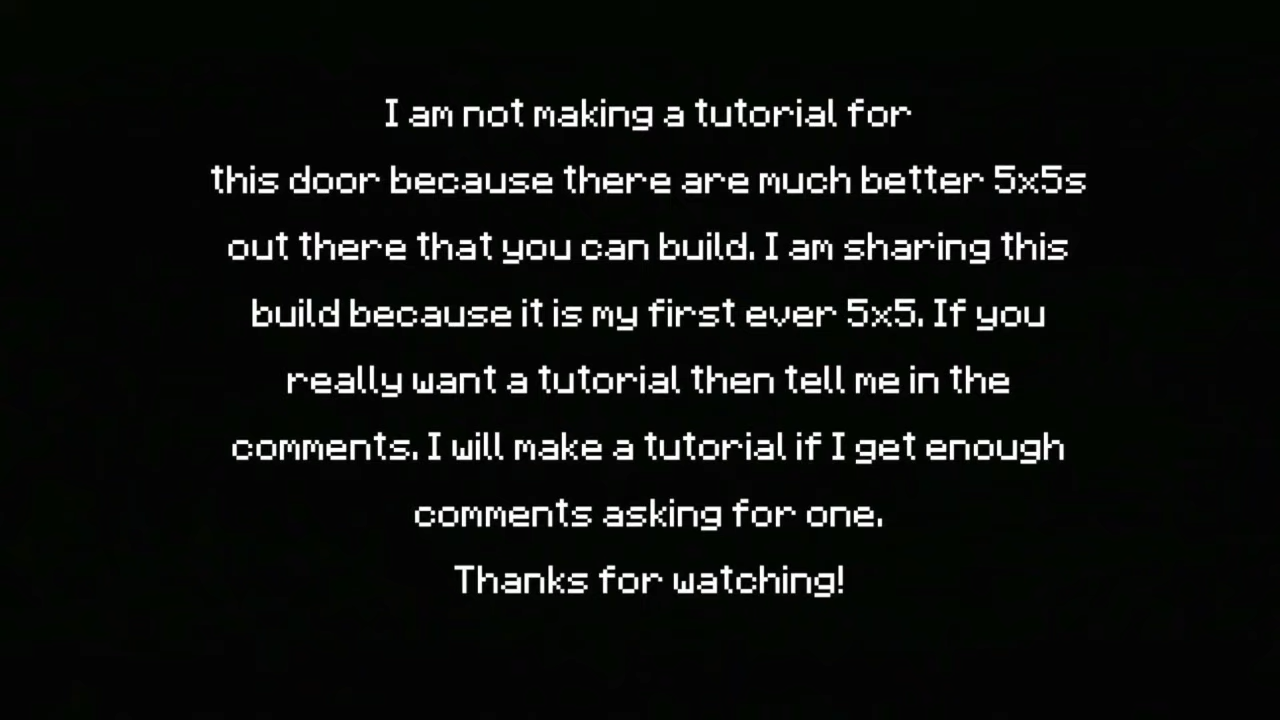 I am not making a tutorial for
this door because there are much better 5x5s
out there that you can build. I am sharing this
build because it is my first ever 5x5. If you
really want a tutorial then tell me in the
comments. I will make a tutorial if I get enough
comments asking for one.
Thanks for watching!